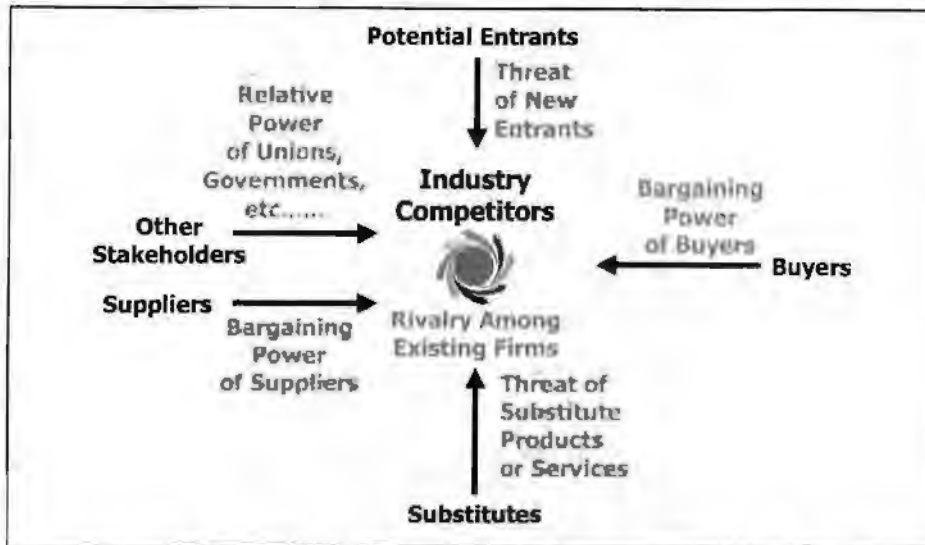 Potential Entrants
Threat
of New
Entrants
Relative
Power
of Unions,
Governments,
etc......
Other
Stakeholders
Industry
Competitors
Bargaining
Power
of Buyers
Buyers
Suppliers
Bargaining
Power
of Suppliers
Rivalry Among
Existing Firms
Threat of
Substitute
Products
or Services
Substitutes